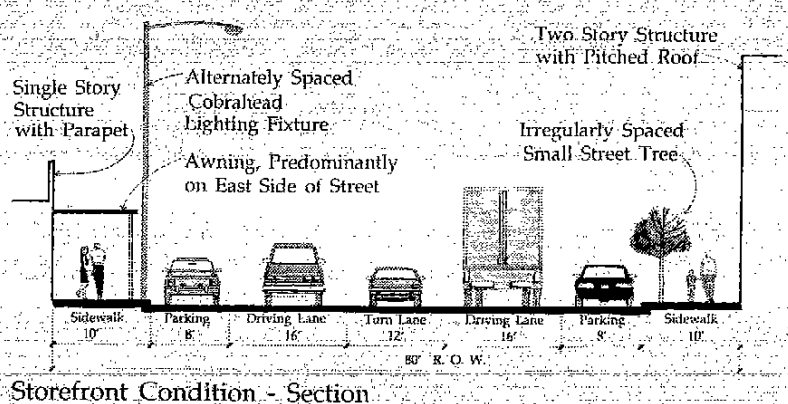 Two Story Structure
with Pitched Roof
Single Story
Structure
with Parapet
Alternately Spaced
Cobrahead
Lighting Fixture
Irregularly Spaced
Small Street Tree
Awning, Predominantly
on East Side of Street
Sidewalk Parking Driving Lane Turn Lane Driving Lane Parking Sidewalk
10' 8' 16' 12' 16' 8' 10'
80' R. O. W.
Storefront Condition - Section